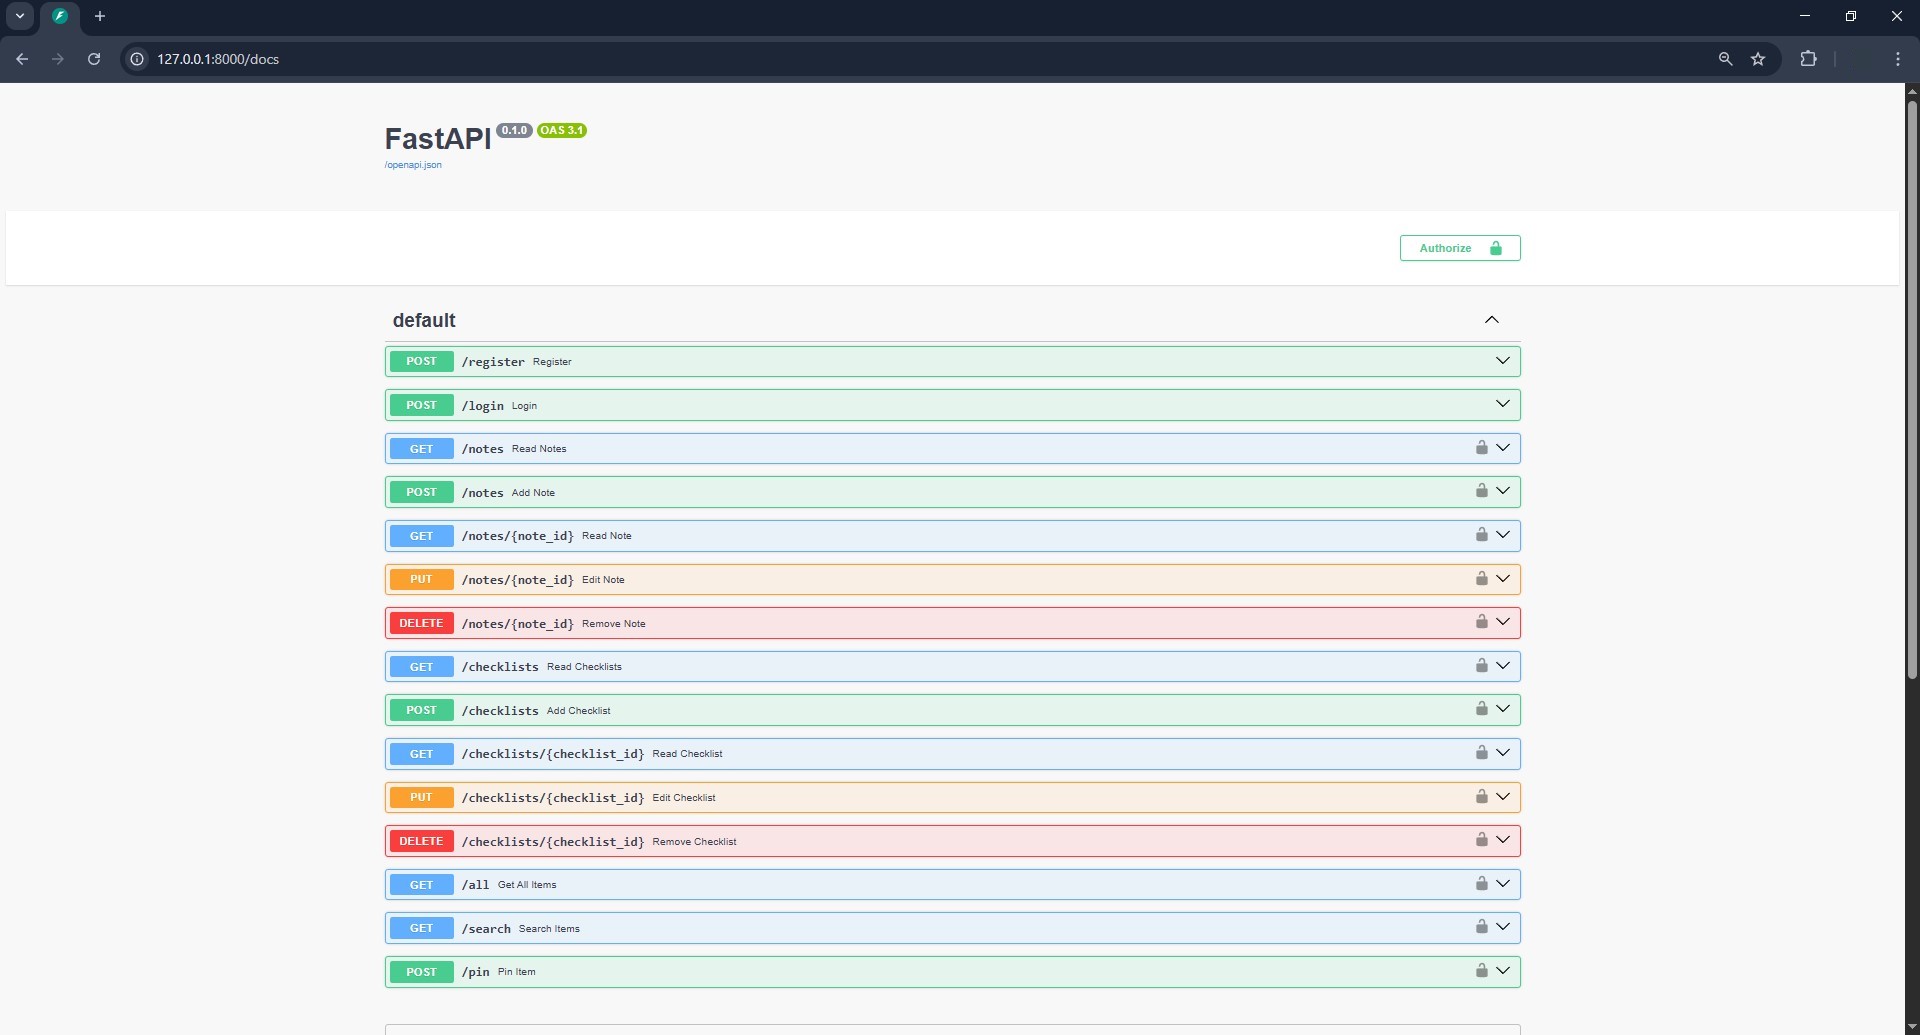 127.0.0.1:8000/docs
FastAPI 0.1.0 OAS 3.1
/openapi.json
Authorize
default
POST /register Register
POST /login Login
GET /notes Read Notes
POST /notes Add Note
GET /notes/{note_id} Read Note
PUT /notes/{note_id} Edit Note
DELETE /notes/{note_id} Remove Note
GET /checklists Read Checklists
POST /checklists Add Checklist
GET /checklists/{checklist_id} Read Checklist
PUT /checklists/{checklist_id} Edit Checklist
DELETE /checklists/{checklist_id} Remove Checklist
GET /all Get All Items
GET /search Search Items
POST /pin Pin Item